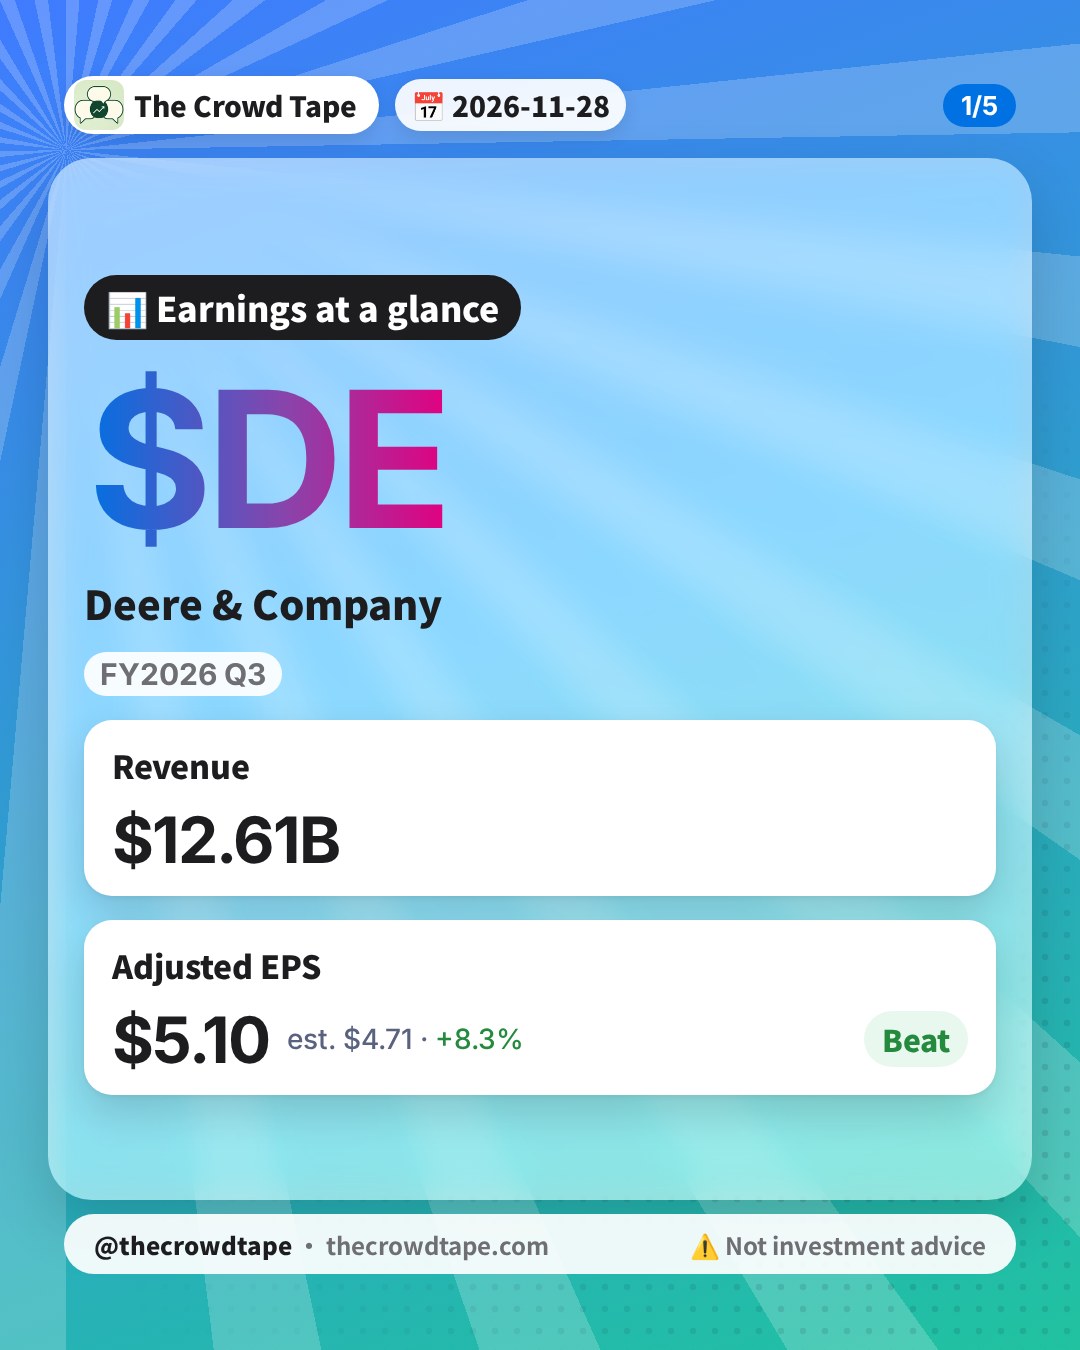 The Crowd Tape
📅 2026-11-28
1/5
📊 Earnings at a glance
$DE
Deere & Company
FY2026 Q3
Revenue
$12.61B
Adjusted EPS
$5.10 est. $4.71 · +8.3%
Beat
@thecrowdtape • thecrowdtape.com
⚠️ Not investment advice